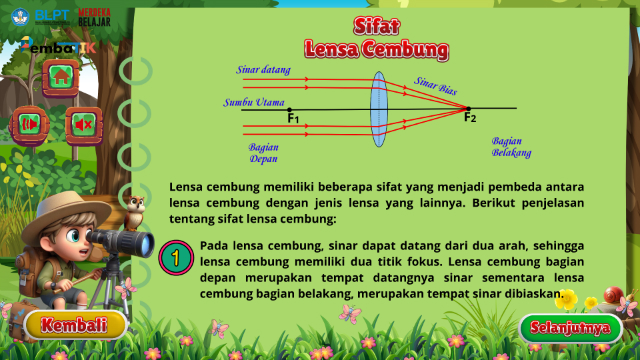 BLPT
MERDEKA
BELAJAR
PembaTIK
Sifat
Lensa Cembung
Sinar datang
Sinar Bias
Sumbu Utama
F1
F2
Bagian
Depan
Bagian
Belakang
Lensa cembung memiliki beberapa sifat yang menjadi pembeda antara
lensa cembung dengan jenis lensa yang lainnya. Berikut penjelasan
tentang sifat lensa cembung:
1
Pada lensa cembung, sinar dapat datang dari dua arah, sehingga
lensa cembung memiliki dua titik fokus. Lensa cembung bagian
depan merupakan tempat datangnya sinar sementara lensa
cembung bagian belakang, merupakan tempat sinar dibiaskan.
Kembali
Selanjutnya